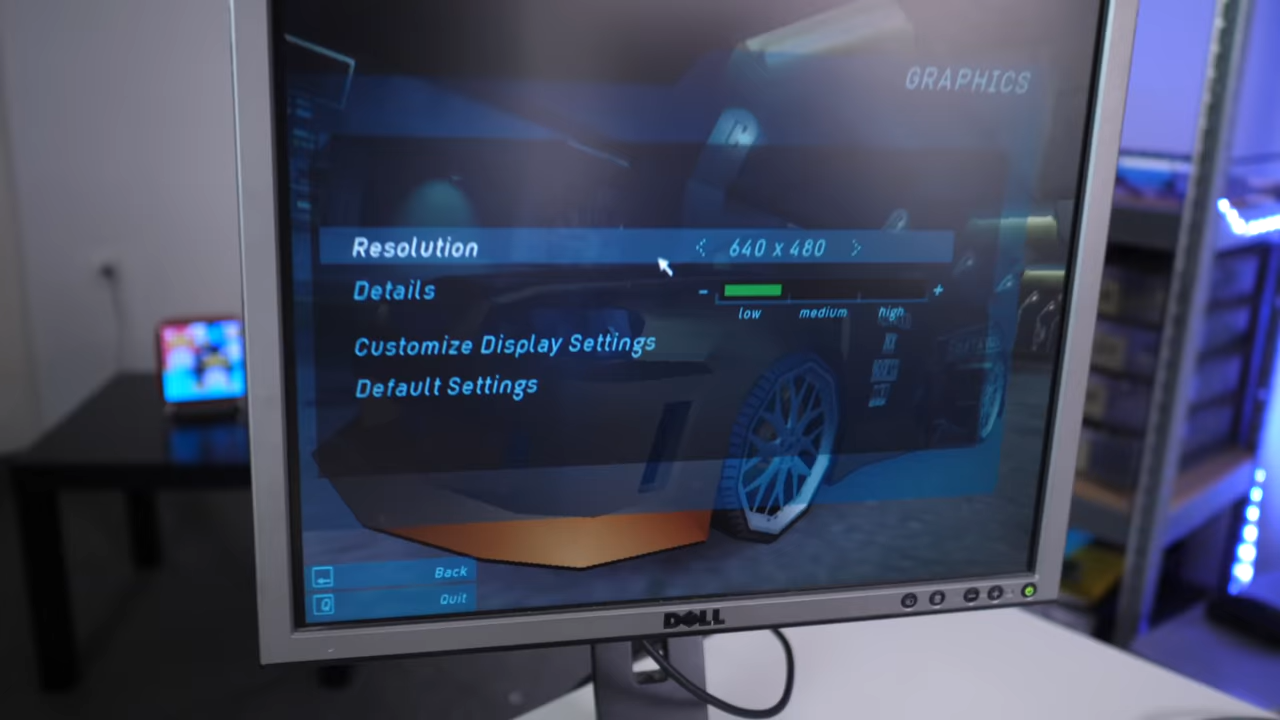 GRAPHICS
Resolution < 640 x 480 >
Details - +
low medium high
Customize Display Settings
Default Settings
Back
Q Quit
DELL